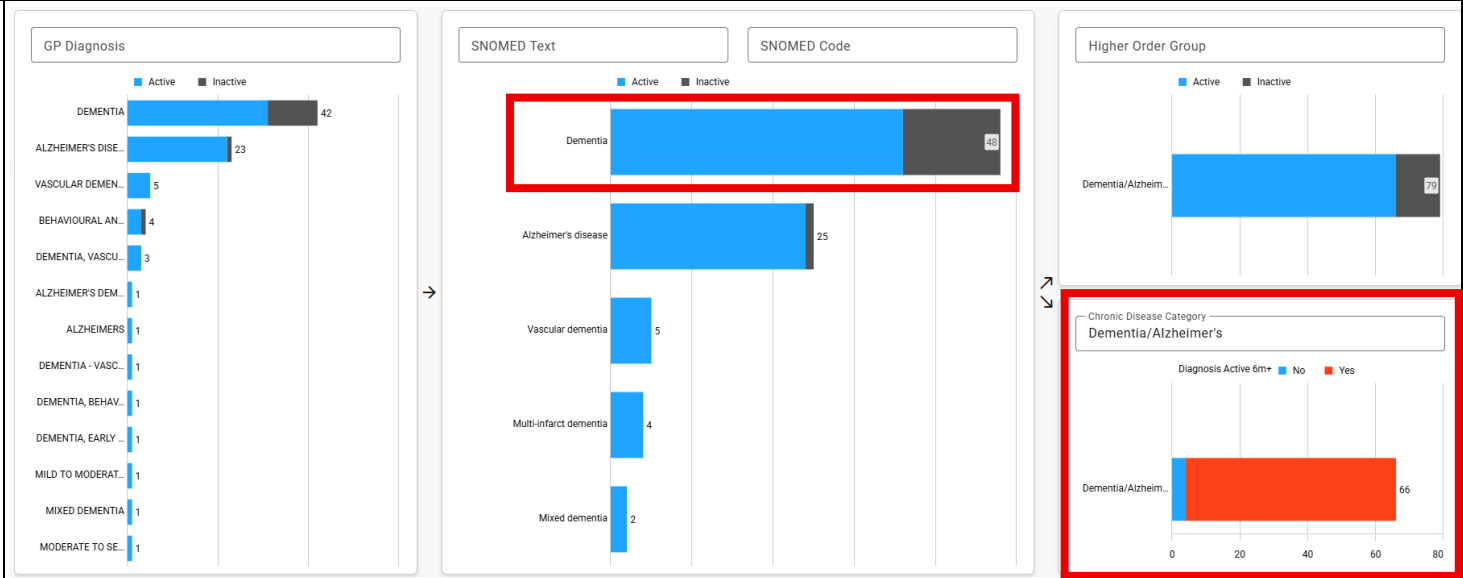 GP Diagnosis
Active Inactive
DEMENTIA 42
ALZHEIMER'S DISE... 23
VASCULAR DEMEN... 5
BEHAVIOURAL AN... 4
DEMENTIA, VASCU... 3
ALZHEIMER'S DEM... 1
ALZHEIMERS 1
DEMENTIA - VASC... 1
DEMENTIA, BEHAV... 1
DEMENTIA, EARLY ... 1
MILD TO MODERAT... 1
MIXED DEMENTIA 1
MODERATE TO SE... 1
→
SNOMED Text SNOMED Code
Active Inactive
Dementia 48
Alzheimer's disease 25
Vascular dementia 5
Multi-infarct dementia 4
Mixed dementia 2
↗
↘
Higher Order Group
Active Inactive
Dementia/Alzheim... 79
Chronic Disease Category
Dementia/Alzheimer's
Diagnosis Active 6m+ No Yes
Dementia/Alzheim... 66
0 20 40 60 80